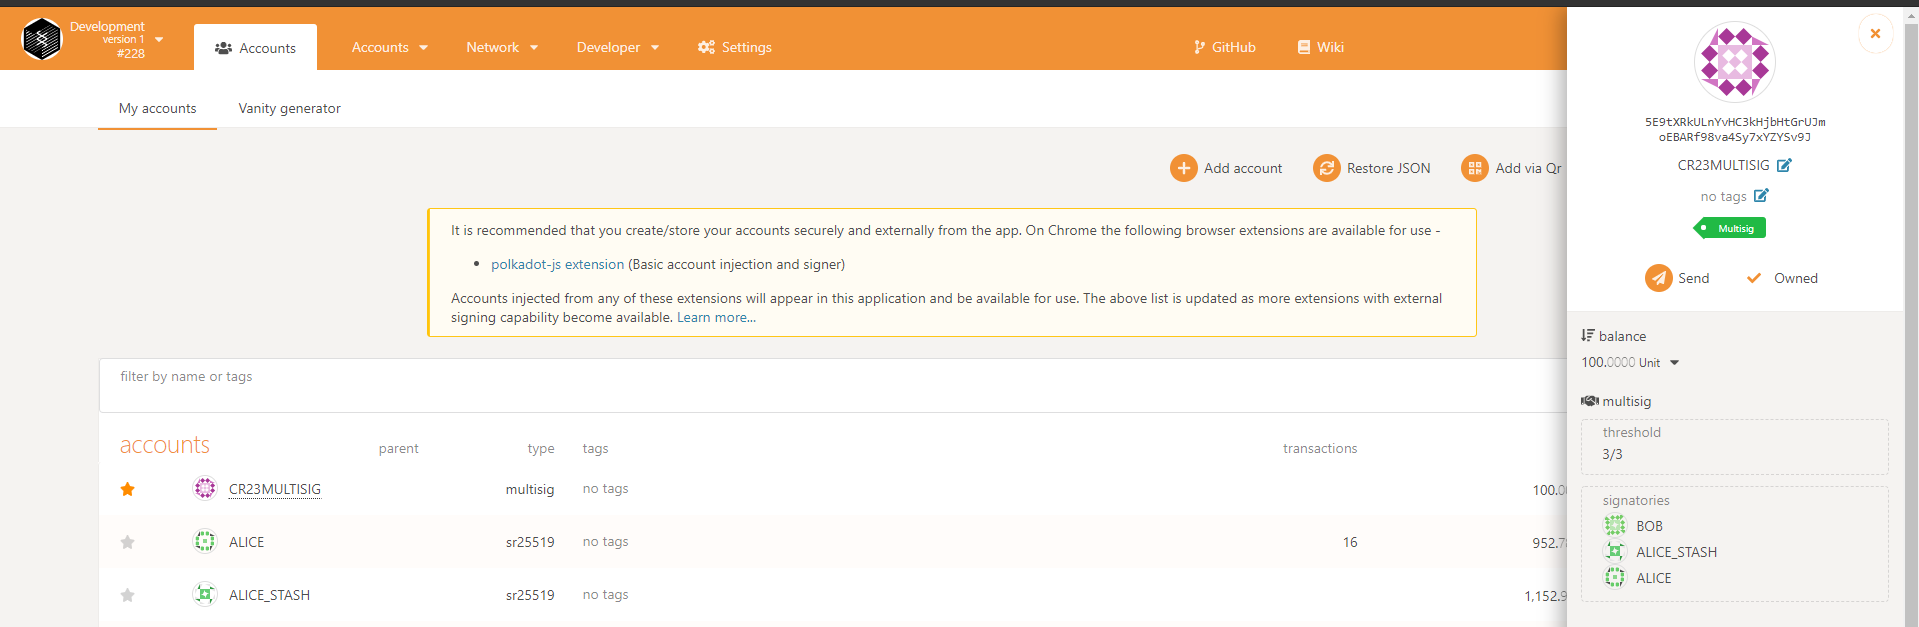 Development
version 1
#228
Accounts
Accounts
Network
Developer
Settings
GitHub
Wiki
My accounts
Vanity generator
Add account
Restore JSON
Add via Qr
It is recommended that you create/store your accounts securely and externally from the app. On Chrome the following browser extensions are available for use -
polkadot-js extension (Basic account injection and signer)
Accounts injected from any of these extensions will appear in this application and be available for use. The above list is updated as more extensions with external
signing capability become available. Learn more...
filter by name or tags
accounts parent type tags transactions
CR23MULTISIG multisig no tags 100.0
ALICE sr25519 no tags 16 952.78
ALICE_STASH sr25519 no tags 1,152.9
5E9tXRkULnYvHC3kHjbHtGrUJm
oEBARf98va4Sy7xYZYSv9J
CR23MULTISIG
no tags
Multisig
Send
Owned
balance
100.0000 Unit
multisig
threshold
3/3
signatories
BOB
ALICE_STASH
ALICE